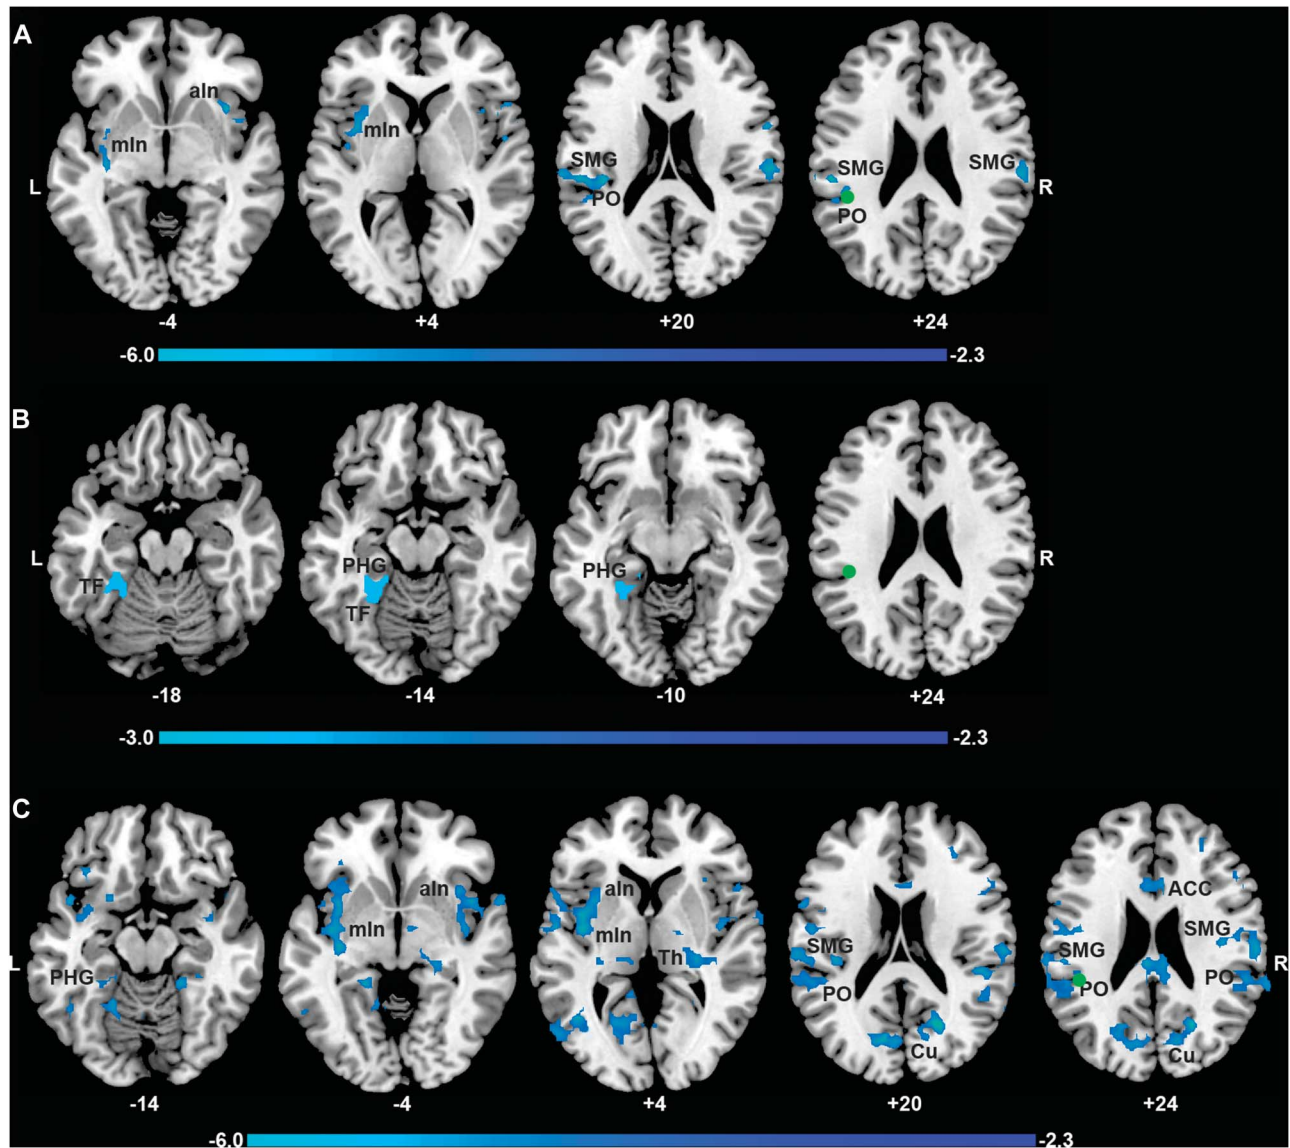 A
aIn
mIn
mIn
SMG
PO
SMG
SMG
PO
L
R
-4
+4
+20
+24
-6.0
-2.3
B
TF
PHG
TF
PHG
L
R
-18
-14
-10
+24
-3.0
-2.3
C
PHG
aIn
mIn
aIn
mIn
Th
SMG
PO
Cu
ACC
SMG
SMG
PO
PO
Cu
L
R
-14
-4
+4
+20
+24
-6.0
-2.3